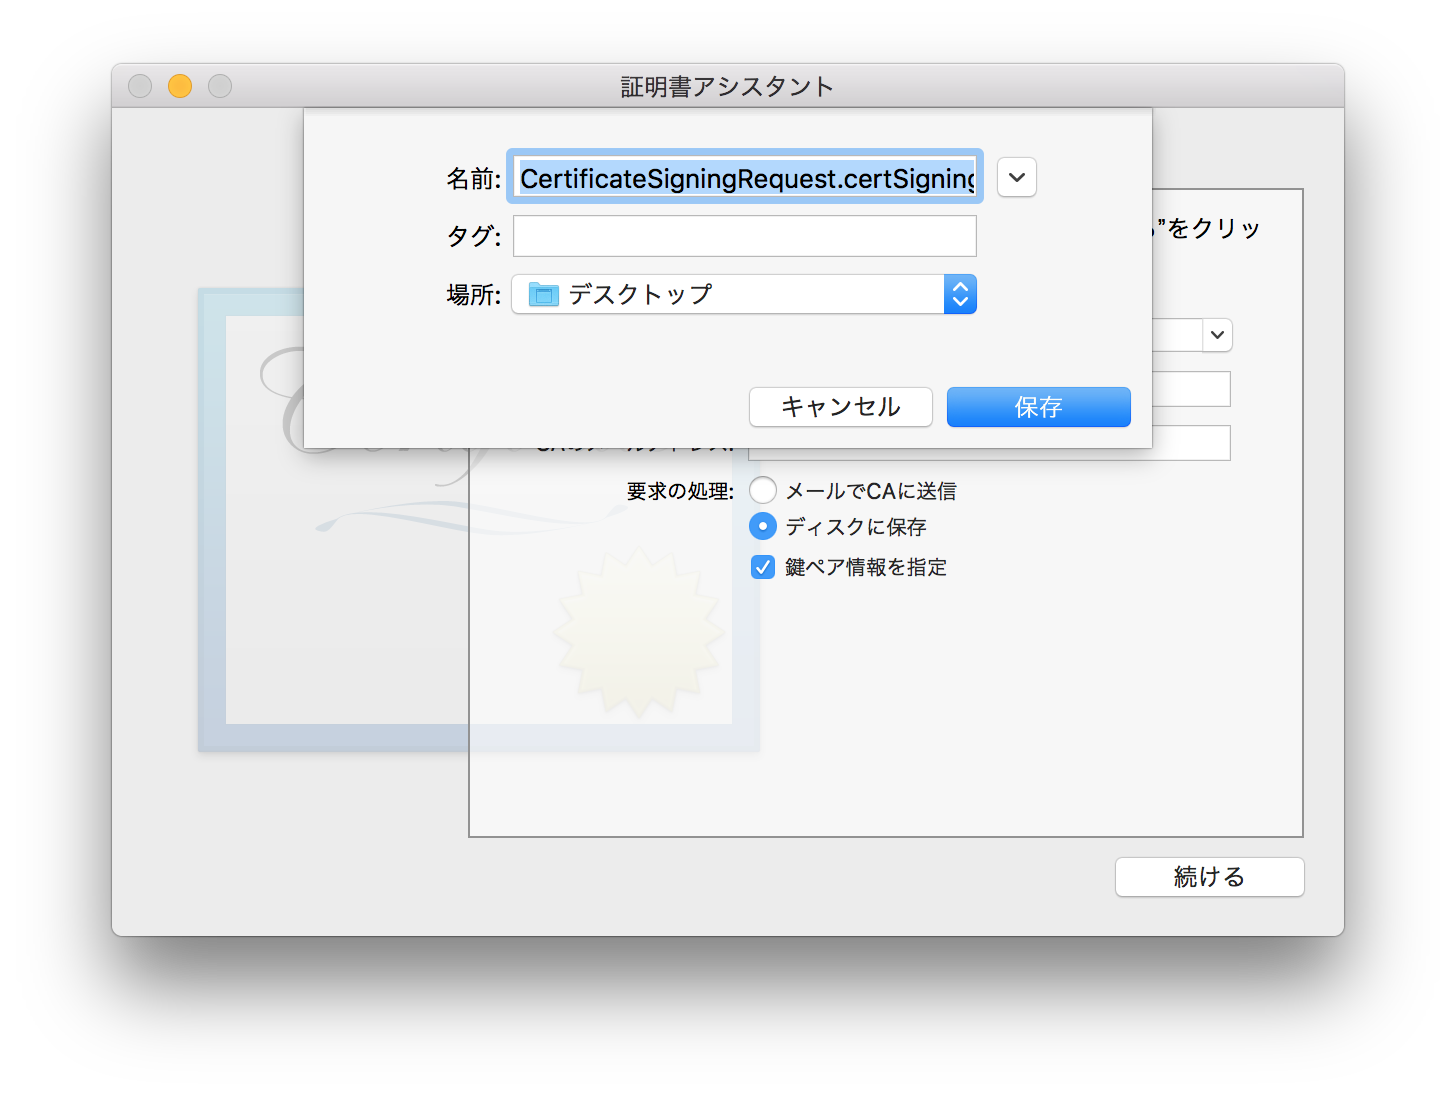 証明書アシスタント
名前: CertificateSigningRequest.certSigning
タグ:
場所: デスクトップ
”をクリッ
キャンセル 保存
要求の処理: メールでCAに送信
ディスクに保存
鍵ペア情報を指定
続ける